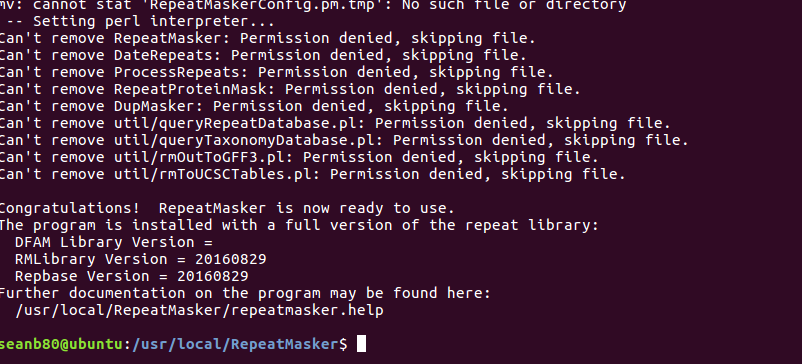 mv: cannot stat 'RepeatMaskerConfig.pm.tmp': No such file or directory
 -- Setting perl interpreter...
Can't remove RepeatMasker: Permission denied, skipping file.
Can't remove DateRepeats: Permission denied, skipping file.
Can't remove ProcessRepeats: Permission denied, skipping file.
Can't remove RepeatProteinMask: Permission denied, skipping file.
Can't remove DupMasker: Permission denied, skipping file.
Can't remove util/queryRepeatDatabase.pl: Permission denied, skipping file.
Can't remove util/queryTaxonomyDatabase.pl: Permission denied, skipping file.
Can't remove util/rmOutToGFF3.pl: Permission denied, skipping file.
Can't remove util/rmToUCSCTables.pl: Permission denied, skipping file.
Congratulations!  RepeatMasker is now ready to use.
The program is installed with a full version of the repeat library:
  DFAM Library Version =
  RMLibrary Version = 20160829
  Repbase Version = 20160829
Further documentation on the program may be found here:
  /usr/local/RepeatMasker/repeatmasker.help
seanb80@ubuntu:/usr/local/RepeatMasker$